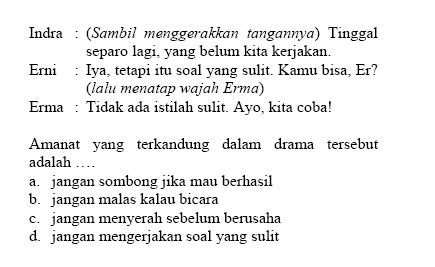 Indra : (Sambil menggerakkan tangannya) Tinggal
separo lagi, yang belum kita kerjakan.
Erni : Iya, tetapi itu soal yang sulit. Kamu bisa, Er?
(lalu menatap wajah Erma)
Erma : Tidak ada istilah sulit. Ayo, kita coba!
Amanat yang terkandung dalam drama tersebut
adalah ....
a. jangan sombong jika mau berhasil
b. jangan malas kalau bicara
c. jangan menyerah sebelum berusaha
d. jangan mengerjakan soal yang sulit